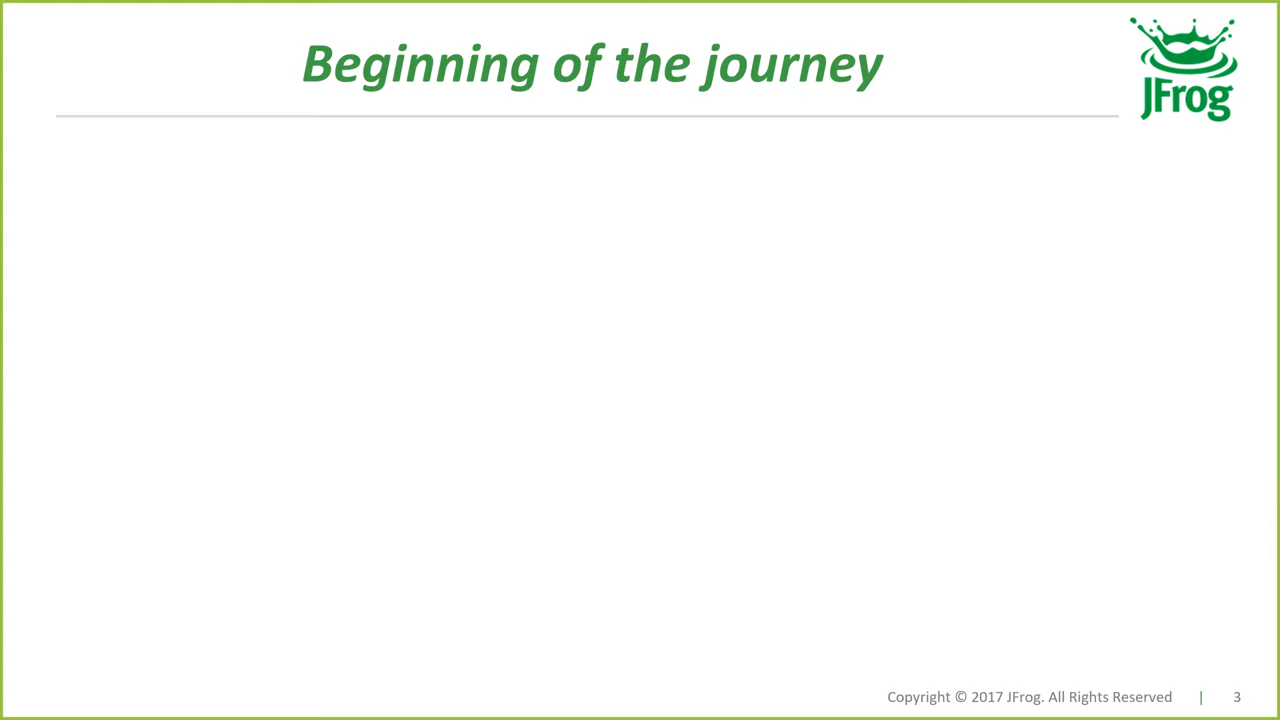 Beginning of the journey
JFrog
Copyright © 2017 JFrog. All Rights Reserved | 3